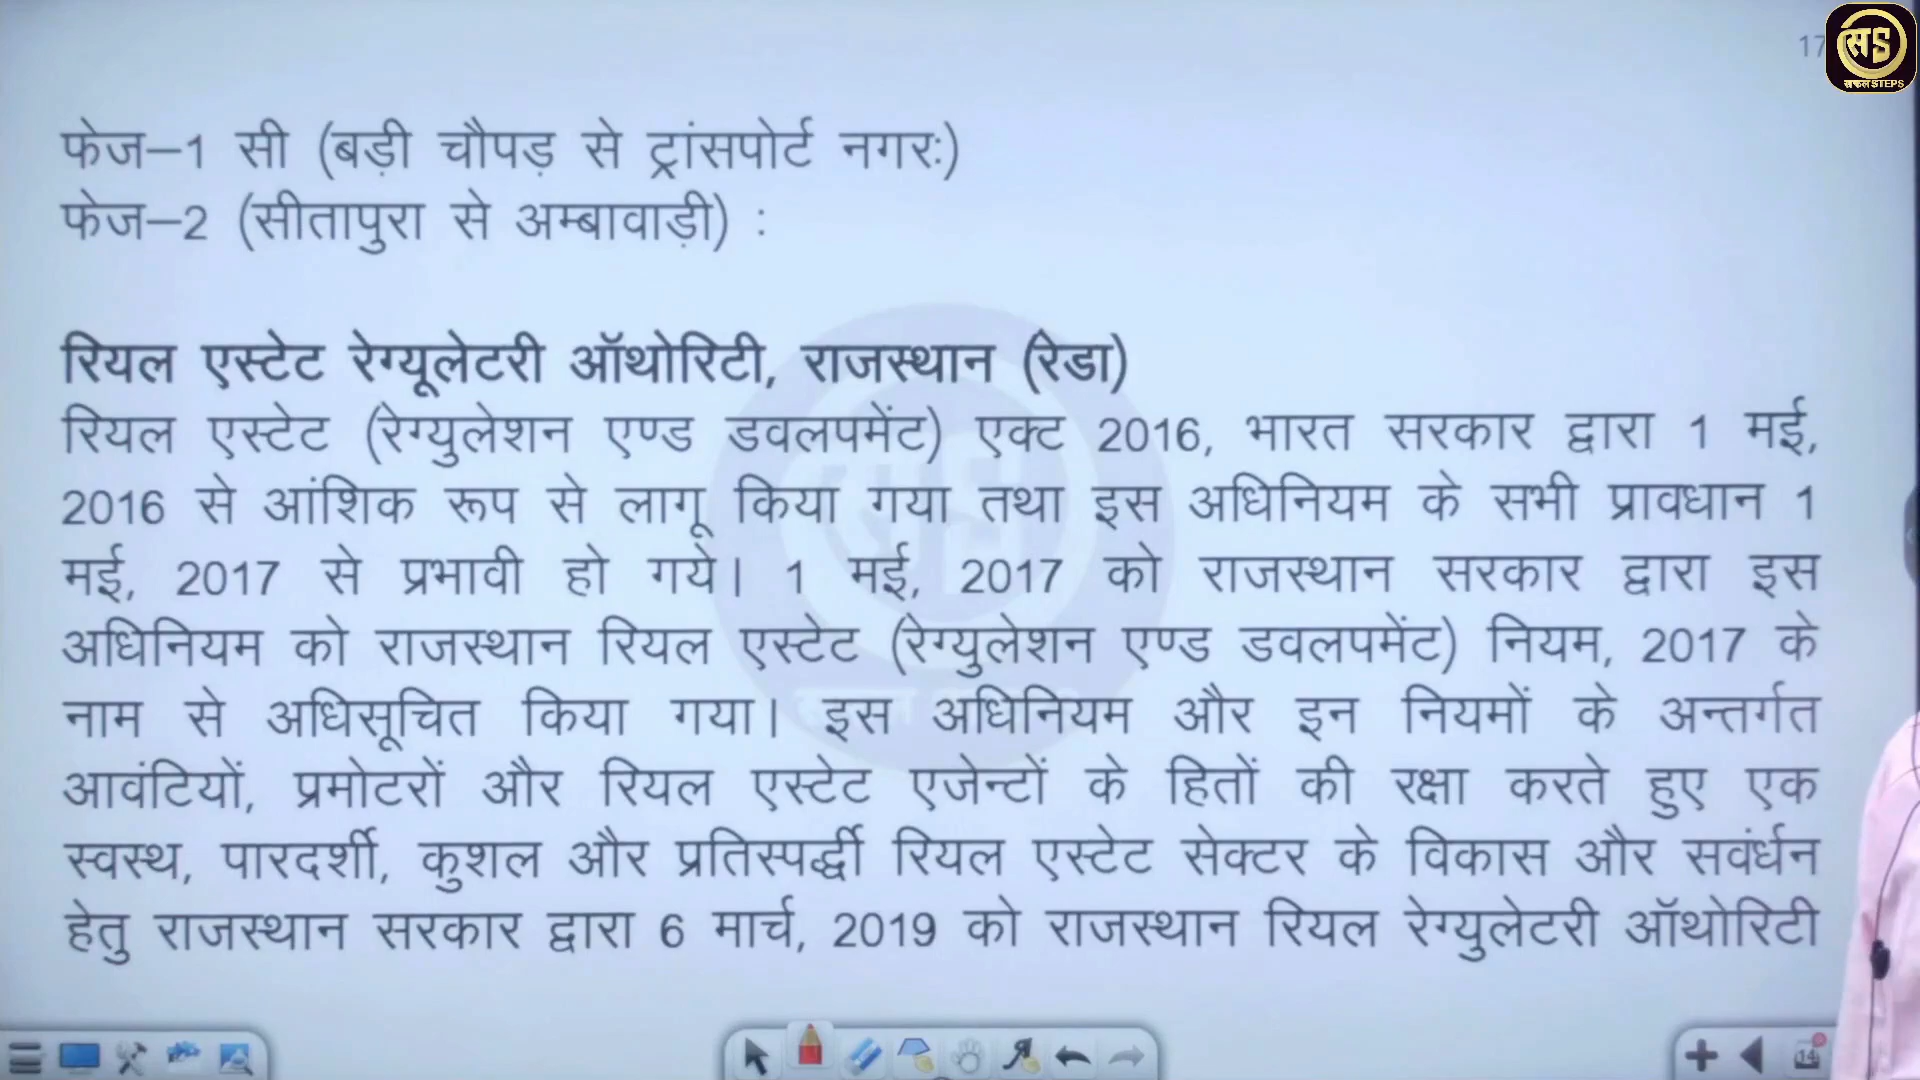 17
सS
सफलSTEPS
फेज–1 सी (बड़ी चौपड़ से ट्रांसपोर्ट नगरः)
फेज–2 (सीतापुरा से अम्बावाड़ी) :
रियल एस्टेट रेग्यूलेटरी ऑथोरिटी, राजस्थान (रेडा)
रियल एस्टेट (रेग्युलेशन एण्ड डवलपमेंट) एक्ट 2016, भारत सरकार द्वारा 1 मई,
2016 से आंशिक रूप से लागू किया गया तथा इस अधिनियम के सभी प्रावधान 1
मई, 2017 से प्रभावी हो गये। 1 मई, 2017 को राजस्थान सरकार द्वारा इस
अधिनियम को राजस्थान रियल एस्टेट (रेग्युलेशन एण्ड डवलपमेंट) नियम, 2017 के
नाम से अधिसूचित किया गया। इस अधिनियम और इन नियमों के अन्तर्गत
आवंटियों, प्रमोटरों और रियल एस्टेट एजेन्टों के हितों की रक्षा करते हुए एक
स्वस्थ, पारदर्शी, कुशल और प्रतिस्पर्द्धी रियल एस्टेट सेक्टर के विकास और सवंर्धन
हेतु राजस्थान सरकार द्वारा 6 मार्च, 2019 को राजस्थान रियल रेग्युलेटरी ऑथोरिटी
14